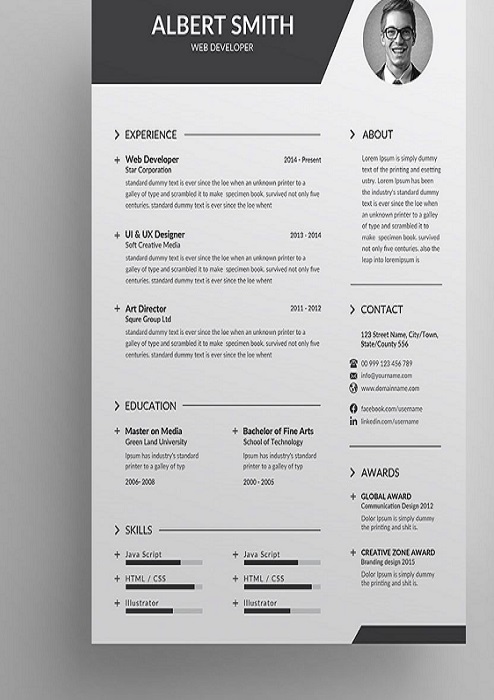 ALBERT SMITH
WEB DEVELOPER
EXPERIENCE
Web Developer
2014 - Present
Star Corporation
standard dummy text is ever since the loe when an unknown printer to a
galley of type and scrambled it to make specimen book. survived not only five
centuries. standard dummy text is ever since the loe whent
UI & UX Designer
2013 - 2014
Soft Creative Media
standard dummy text is ever since the loe when an unknown printer to a
galley of type and scrambled it to make specimen book. survived not only five
centuries. standard dummy text is ever since the loe whent
Art Director
2011 - 2012
Squre Group Ltd
standard dummy text is ever since the loe when an unknown printer to a
galley of type and scrambled it to make specimen book. survived not only five
centuries. standard dummy text is ever since the loe whent
EDUCATION
Master on Media
Green Land University
Ipsum has industry's standard
printer to a galley of typ
2006- 2008
Bachelor of Fine Arts
School of Technology
Ipsum has industry's standard
printer to a galley of typ
2000 - 2005
SKILLS
Java Script
HTML / CSS
Illustrator
Java Script
HTML / CSS
Illustrator
ABOUT
Lorem Ipsum is simply dummy
text of the printing and esetting
ustry. Lorem Ipsum has been
the industry's standard dummy
text is ever since the loe when
an unknown printer to a galley
of type and scrambled it to
make specimen book. survived
not only five centuries. also the
leap into loremipsum is
CONTACT
123 Street Name, City/Town,
State/County 556
00 999 123 456 789
info@yourname.com
www.domainname.com
facebook.com/username
linkedin.com/username
AWARDS
GLOBAL AWARD
Communication Design 2012
Dolor Ipsum is simply dummy
the printin of shit is.
CREATIVE ZONE AWARD
Branding design 2015
Dolor Ipsum is simply dummy
the printin of shit is.